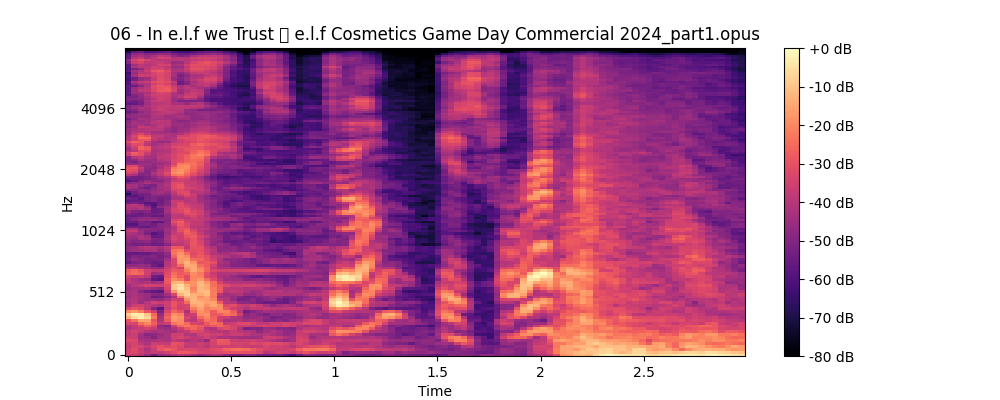 06 - In e.l.f we Trust ▯ e.l.f Cosmetics Game Day Commercial 2024_part1.opus
Hz
4096
2048
1024
512
0
0
0.5
1
1.5
2
2.5
Time
+0 dB
-10 dB
-20 dB
-30 dB
-40 dB
-50 dB
-60 dB
-70 dB
-80 dB